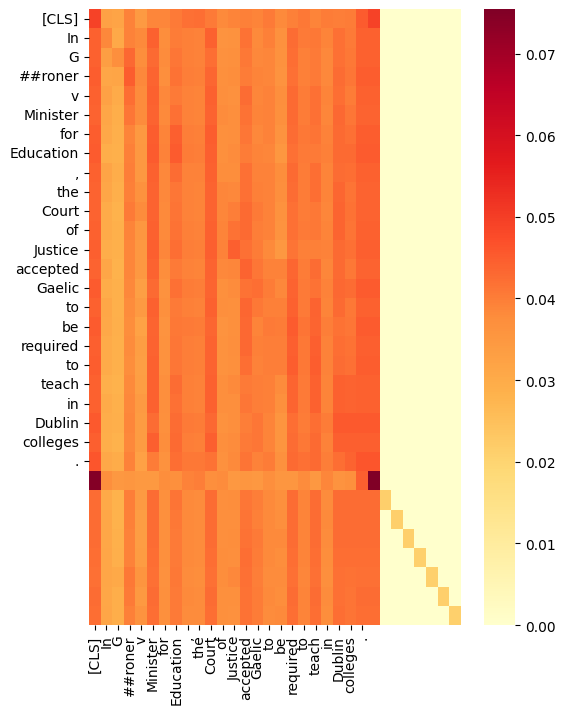 [CLS]
In
G
##roner
v
Minister
for
Education
,
the
Court
of
Justice
accepted
Gaelic
to
be
required
to
teach
in
Dublin
colleges
.
0.07
0.06
0.05
0.04
0.03
0.02
0.01
0.00
[CLS]
In
G
##roner
v
Minister
for
Education
,
the
Court
of
Justice
accepted
Gaelic
to
be
required
to
teach
in
Dublin
colleges
.